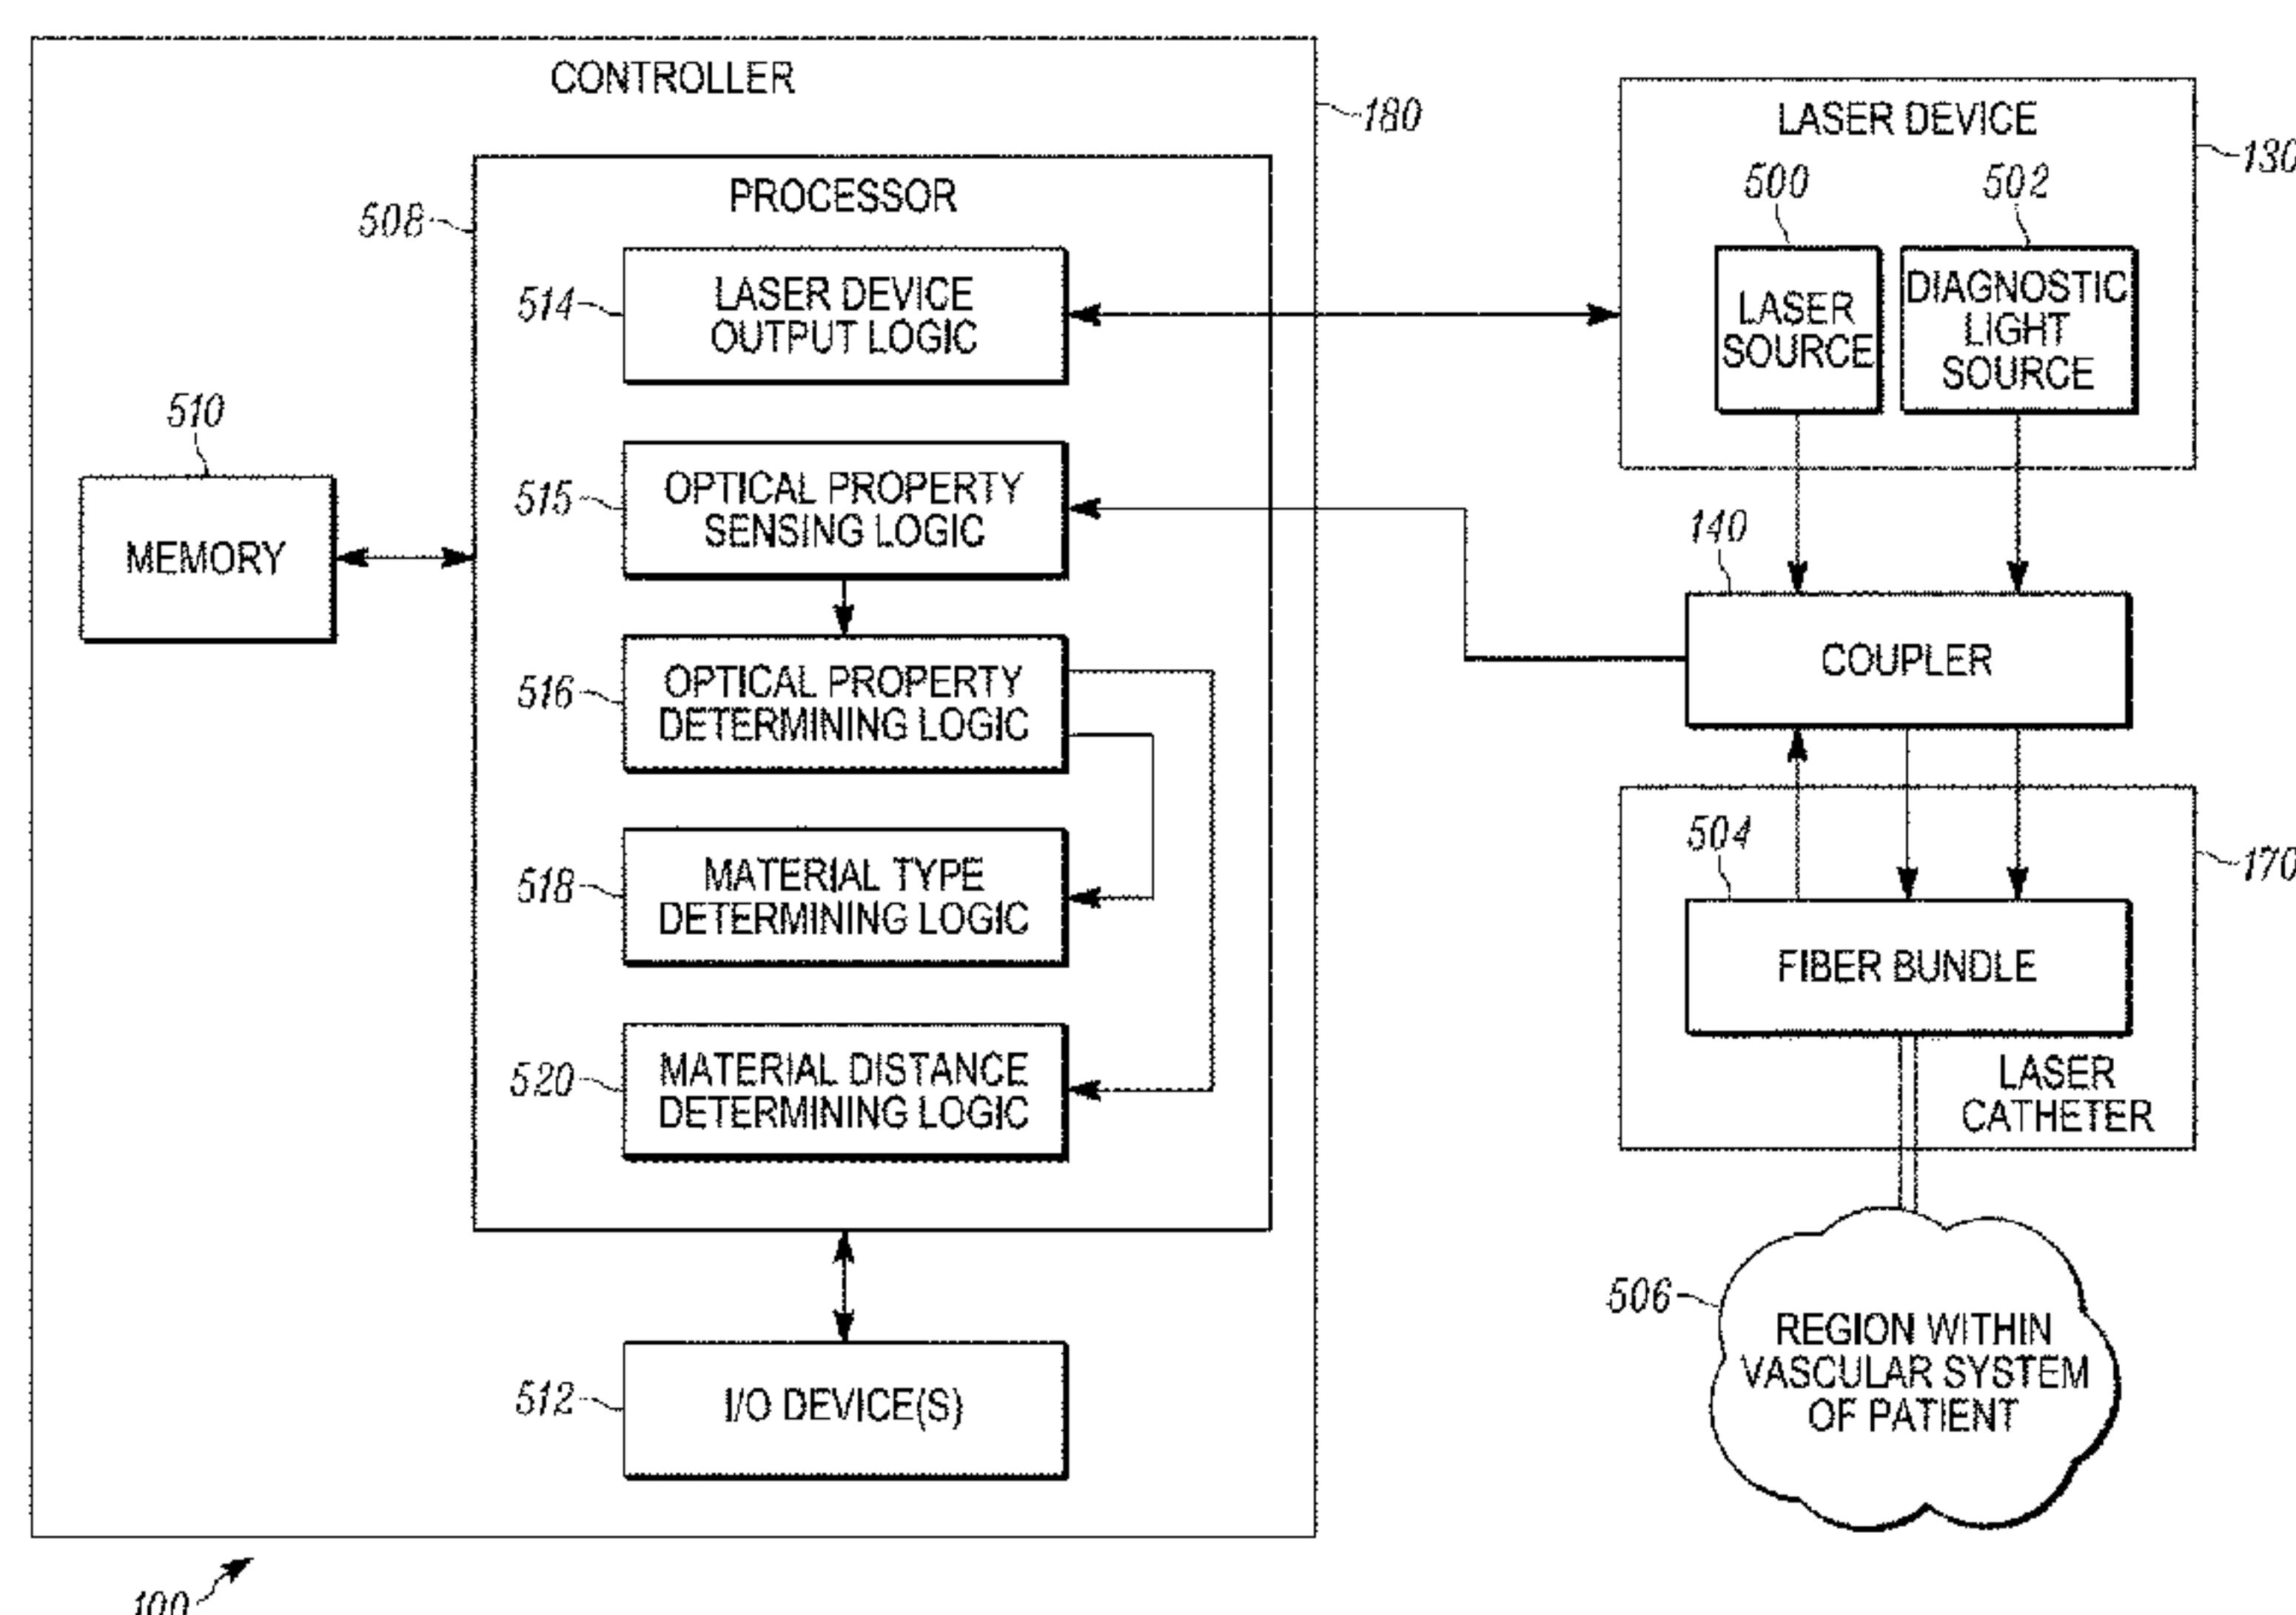 CONTROLLER
180
PROCESSOR
508
514
LASER DEVICE
OUTPUT LOGIC
510
MEMORY
515
OPTICAL PROPERTY
SENSING LOGIC
516
OPTICAL PROPERTY
DETERMINING LOGIC
518
MATERIAL TYPE
DETERMINING LOGIC
520
MATERIAL DISTANCE
DETERMINING LOGIC
512
I/O DEVICE(S)
100
LASER DEVICE
130
500
502
LASER
SOURCE
DIAGNOSTIC
LIGHT
SOURCE
140
COUPLER
504
170
FIBER BUNDLE
LASER
CATHETER
506
REGION WITHIN
VASCULAR SYSTEM
OF PATIENT